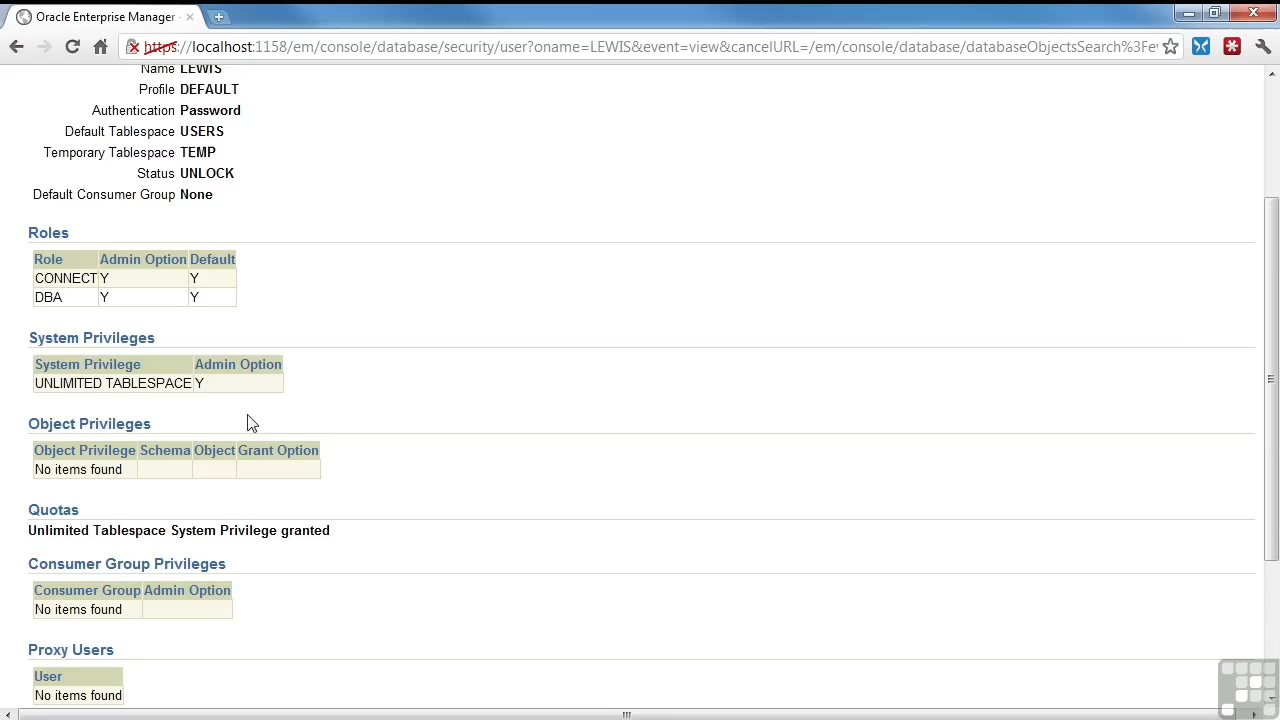 Oracle Enterprise Manager -
https://localhost:1158/em/console/database/security/user?oname=LEWIS&event=view&cancelURL=/em/console/database/databaseObjectsSearch%3Fev
Name LEWIS
Profile DEFAULT
Authentication Password
Default Tablespace USERS
Temporary Tablespace TEMP
Status UNLOCK
Default Consumer Group None
Roles
Role Admin Option Default
CONNECT Y Y
DBA Y Y
System Privileges
System Privilege Admin Option
UNLIMITED TABLESPACE Y
Object Privileges
Object Privilege Schema Object Grant Option
No items found
Quotas
Unlimited Tablespace System Privilege granted
Consumer Group Privileges
Consumer Group Admin Option
No items found
Proxy Users
User
No items found